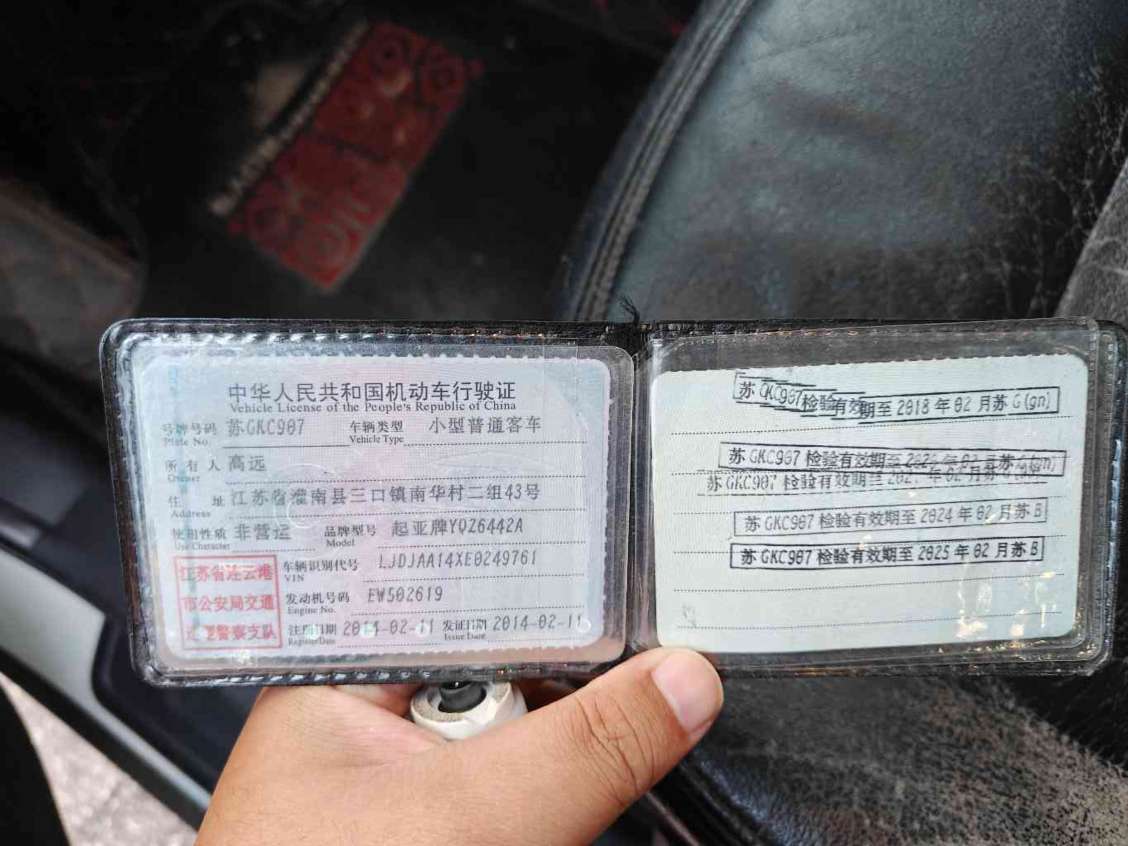 中华人民共和国机动车行驶证
Vehicle License of the People's Republic of China
号牌号码 苏GKC907 车辆类型 小型普通客车
Plate No. Vehicle Type
所有人 高远
Owner
住址 江苏省灌南县三口镇南华村二组43号
Address
使用性质 非营运 品牌型号 起亚牌YQZ6442A
Use Character Model
江苏省连云港
市公安局交通
巡逻警察支队
车辆识别代号 LJDJAA14XE0249761
VIN
发动机号码 EW502619
Engine No.
注册日期 2014-02-11 发证日期 2014-02-11
Register Date Issue Date
苏GKC907检验有效期至2018年02月苏G(gn)
苏GKC907检验有效期至
苏GKC907检验有效期至
苏GKC907检验有效期至2024年02月苏B
苏GKC907检验有效期至2025年02月苏B